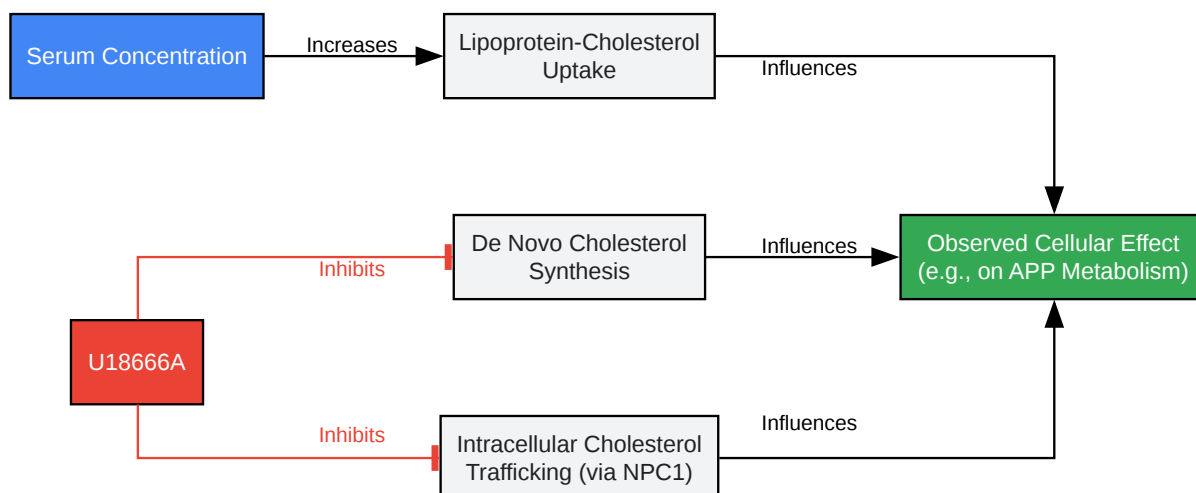 Serum Concentration
Increases
Lipoprotein-Cholesterol
Uptake
Influences
De Novo Cholesterol
Synthesis
Influences
Observed Cellular Effect
(e.g., on APP Metabolism)
Inhibits
U18666A
Inhibits
Intracellular Cholesterol
Trafficking (via NPC1)
Influences